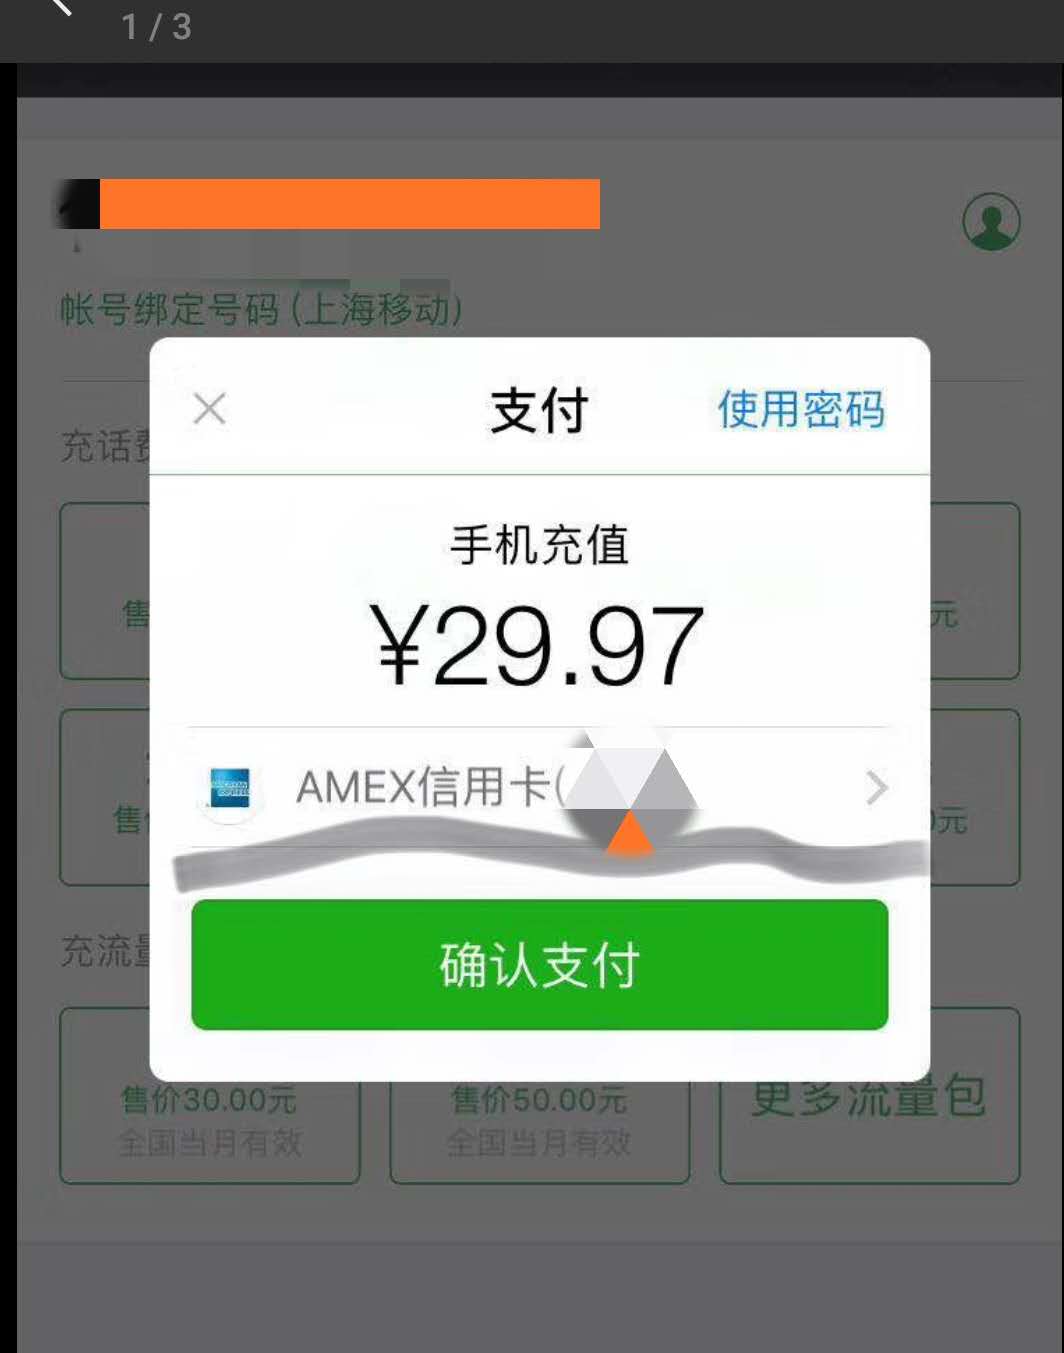 1 / 3
帐号绑定号码(上海移动)
支付
使用密码
充话费
手机充值
¥29.97
售
元
AMEX信用卡(
售
元
确认支付
充流量
售价30.00元
售价50.00元
更多流量包
全国当月有效
全国当月有效